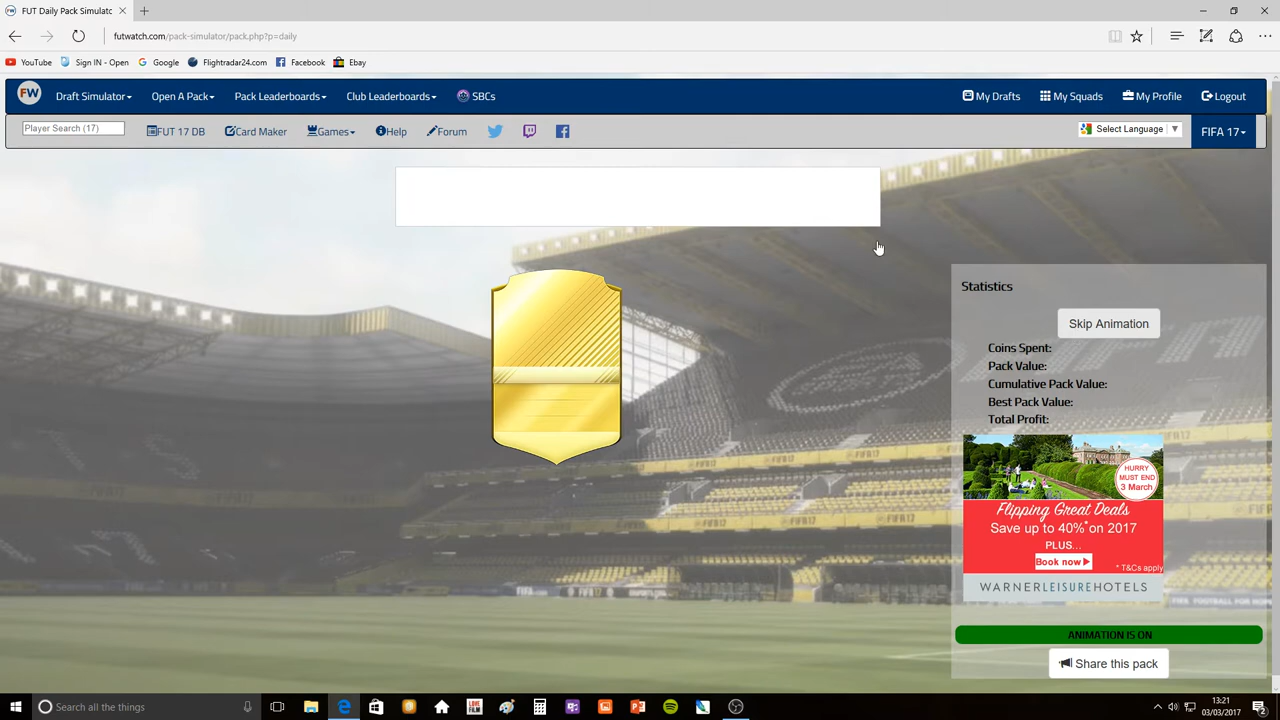 FUT Daily Pack Simulato
futwatch.com/pack-simulator/pack.php?p=daily
YouTube Sign IN - Open Google Flightradar24.com Facebook Ebay
FW Draft Simulator Open A Pack Pack Leaderboards Club Leaderboards SBCs My Drafts My Squads My Profile Logout
Player Search (17) FUT 17 DB Card Maker Games Help Forum Select Language FIFA 17
Statistics
Skip Animation
Coins Spent:
Pack Value:
Cumulative Pack Value:
Best Pack Value:
Total Profit:
HURRY
MUST END
3 March
Flipping Great Deals
Save up to 40%* on 2017
PLUS...
Book now
* T&Cs apply
WARNERLEISUREHOTELS
ANIMATION IS ON
Share this pack
Search all the things
13:21
03/03/2017